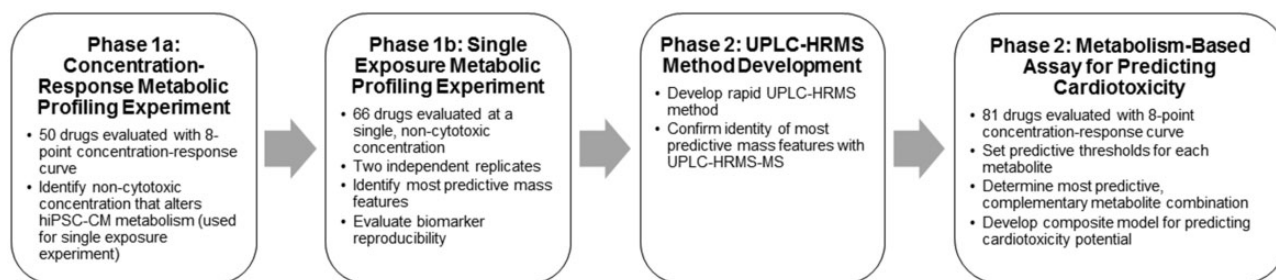 Phase 1a:
Concentration-
Response Metabolic
Profiling Experiment
• 50 drugs evaluated with 8-
point concentration-response
curve
• Identify non-cytotoxic
concentration that alters
hiPSC-CM metabolism (used
for single exposure
experiment)
Phase 1b: Single
Exposure Metabolic
Profiling Experiment
• 66 drugs evaluated at a
single, non-cytotoxic
concentration
• Two independent replicates
• Identify most predictive mass
features
• Evaluate biomarker
reproducibility
Phase 2: UPLC-HRMS
Method Development
• Develop rapid UPLC-HRMS
method
• Confirm identity of most
predictive mass features with
UPLC-HRMS-MS
Phase 2: Metabolism-Based
Assay for Predicting
Cardiotoxicity
• 81 drugs evaluated with 8-point
concentration-response curve
• Set predictive thresholds for each
metabolite
• Determine most predictive,
complementary metabolite combination
• Develop composite model for predicting
cardiotoxicity potential